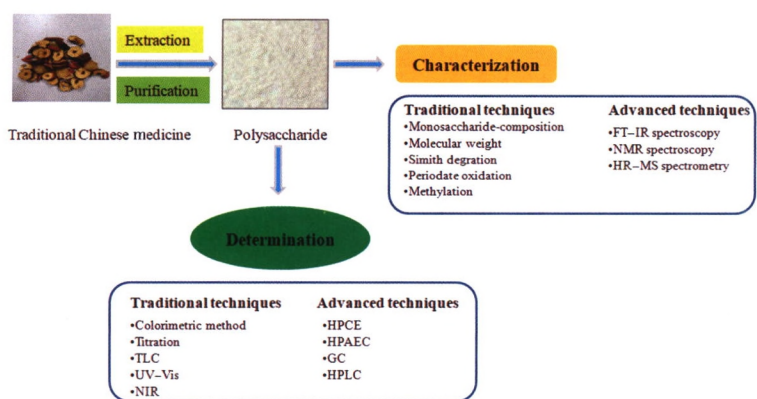 Extraction
Purification
Traditional Chinese medicine
Polysaccharide
Characterization
Traditional techniques
•Monosaccharide-composition
•Molecular weight
•Simith degration
•Periodate oxidation
•Methylation
Advanced techniques
•FT–IR spectroscopy
•NMR spectroscopy
•HR–MS spectrometry
Determination
Traditional techniques
•Colorimetric method
•Titration
•TLC
•UV–Vis
•NIR
Advanced techniques
•HPCE
•HPAEC
•GC
•HPLC